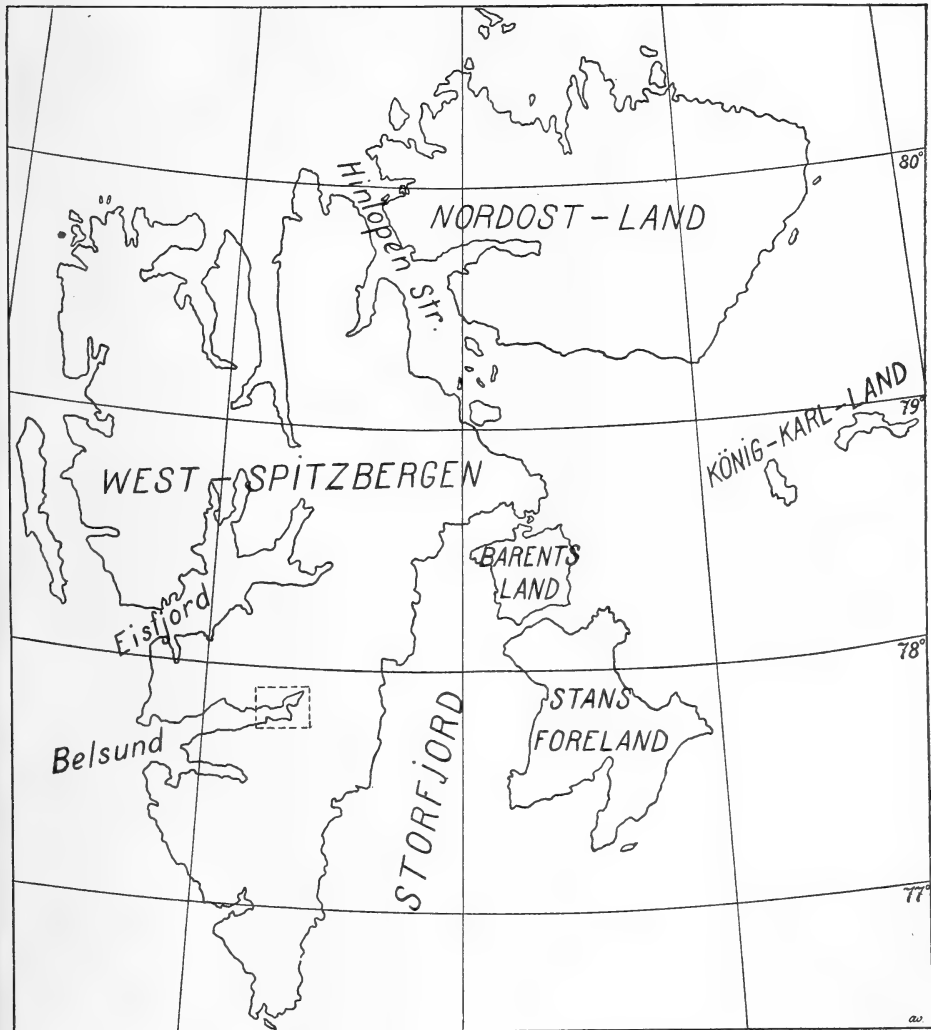 80°
Hinlopen Str.
NORDOST-LAND
79°
KÖNIG-KARL-LAND
WEST-SPITZBERGEN
BARENTS
LAND
Eisfjord
78°
STANS
FORELAND
Belsund
STORFJORD
77°
av.